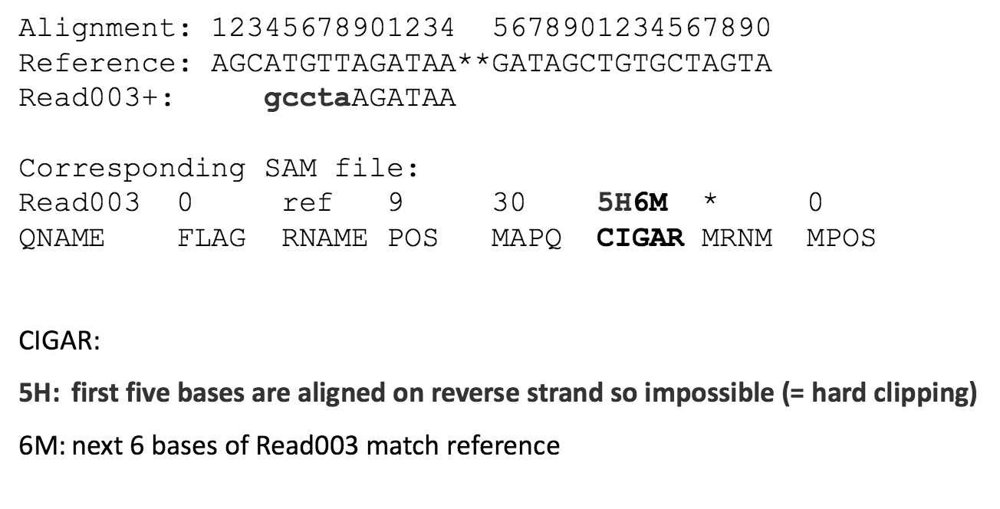 Alignment: 12345678901234  5678901234567890
Reference: AGCATGTTAGATAA**GATAGCTGTGCTAGTA
Read003+:     gcctaAGATAA
Corresponding SAM file:
Read003  0     ref   9     30    5H6M  *     0
QNAME    FLAG  RNAME POS   MAPQ  CIGAR MRNM  MPOS
CIGAR:
5H: first five bases are aligned on reverse strand so impossible (= hard clipping)
6M: next 6 bases of Read003 match reference